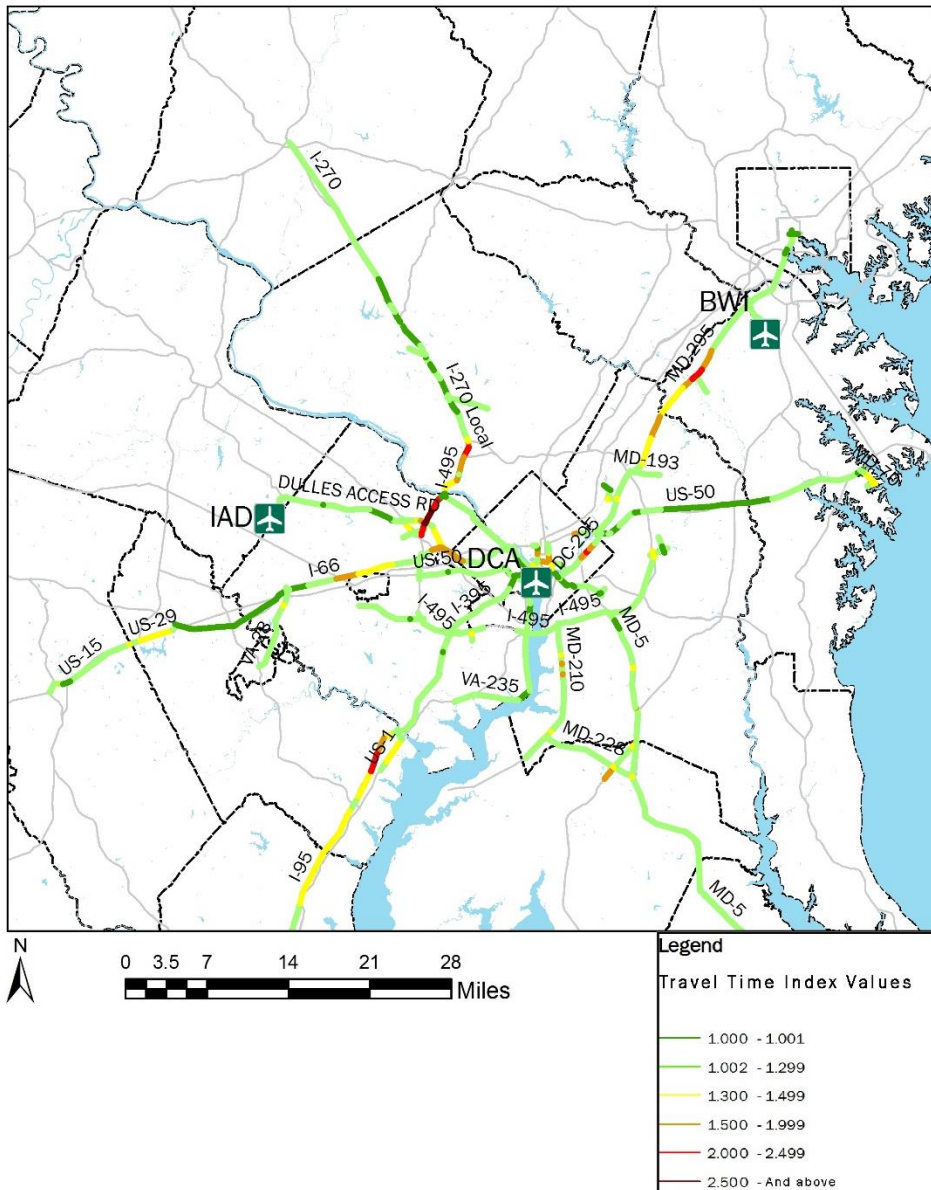 I-270
BWI
MD-295
I-270 Local
I-495
MD-193
US-50
DULLES ACCESS RD
IAD
DC-295
US-50
DCA
I-66
I-395
I-495
I-495
I-495
MD-5
US-29
US-15
VA-28
MD-210
VA-235
MD-228
US-1
I-95
MD-5
N
0 3.5 7 14 21 28
Miles
Legend
Travel Time Index Values
1.000 - 1.001
1.002 - 1.299
1.300 - 1.499
1.500 - 1.999
2.000 - 2.499
2.500 - And above